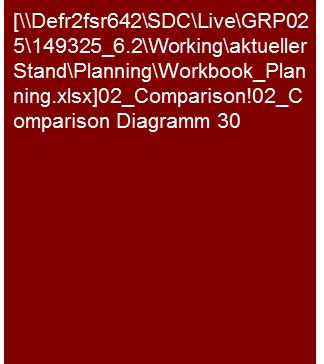 [\\Defr2fsr642\SDC\Live\GRP02
5\149325_6.2\Working\aktueller
Stand\Planning\Workbook_Plan
ning.xlsx]02_Comparison!02_C
omparison Diagramm 30